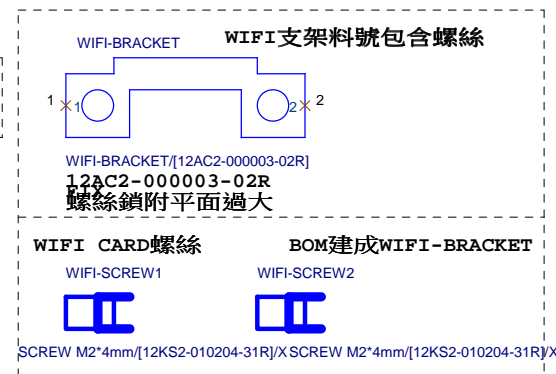 WIFI-BRACKET
WIFI支架料號包含螺絲
1 1 2 2
WIFI-BRACKET/[12AC2-000003-02R]
12AC2-000003-02R
FIX
螺絲鎖附平面過大
WIFI CARD螺絲 BOM建成WIFI-BRACKET
WIFI-SCREW1 WIFI-SCREW2
SCREW M2*4mm/[12KS2-010204-31R]/X SCREW M2*4mm/[12KS2-010204-31R]/X